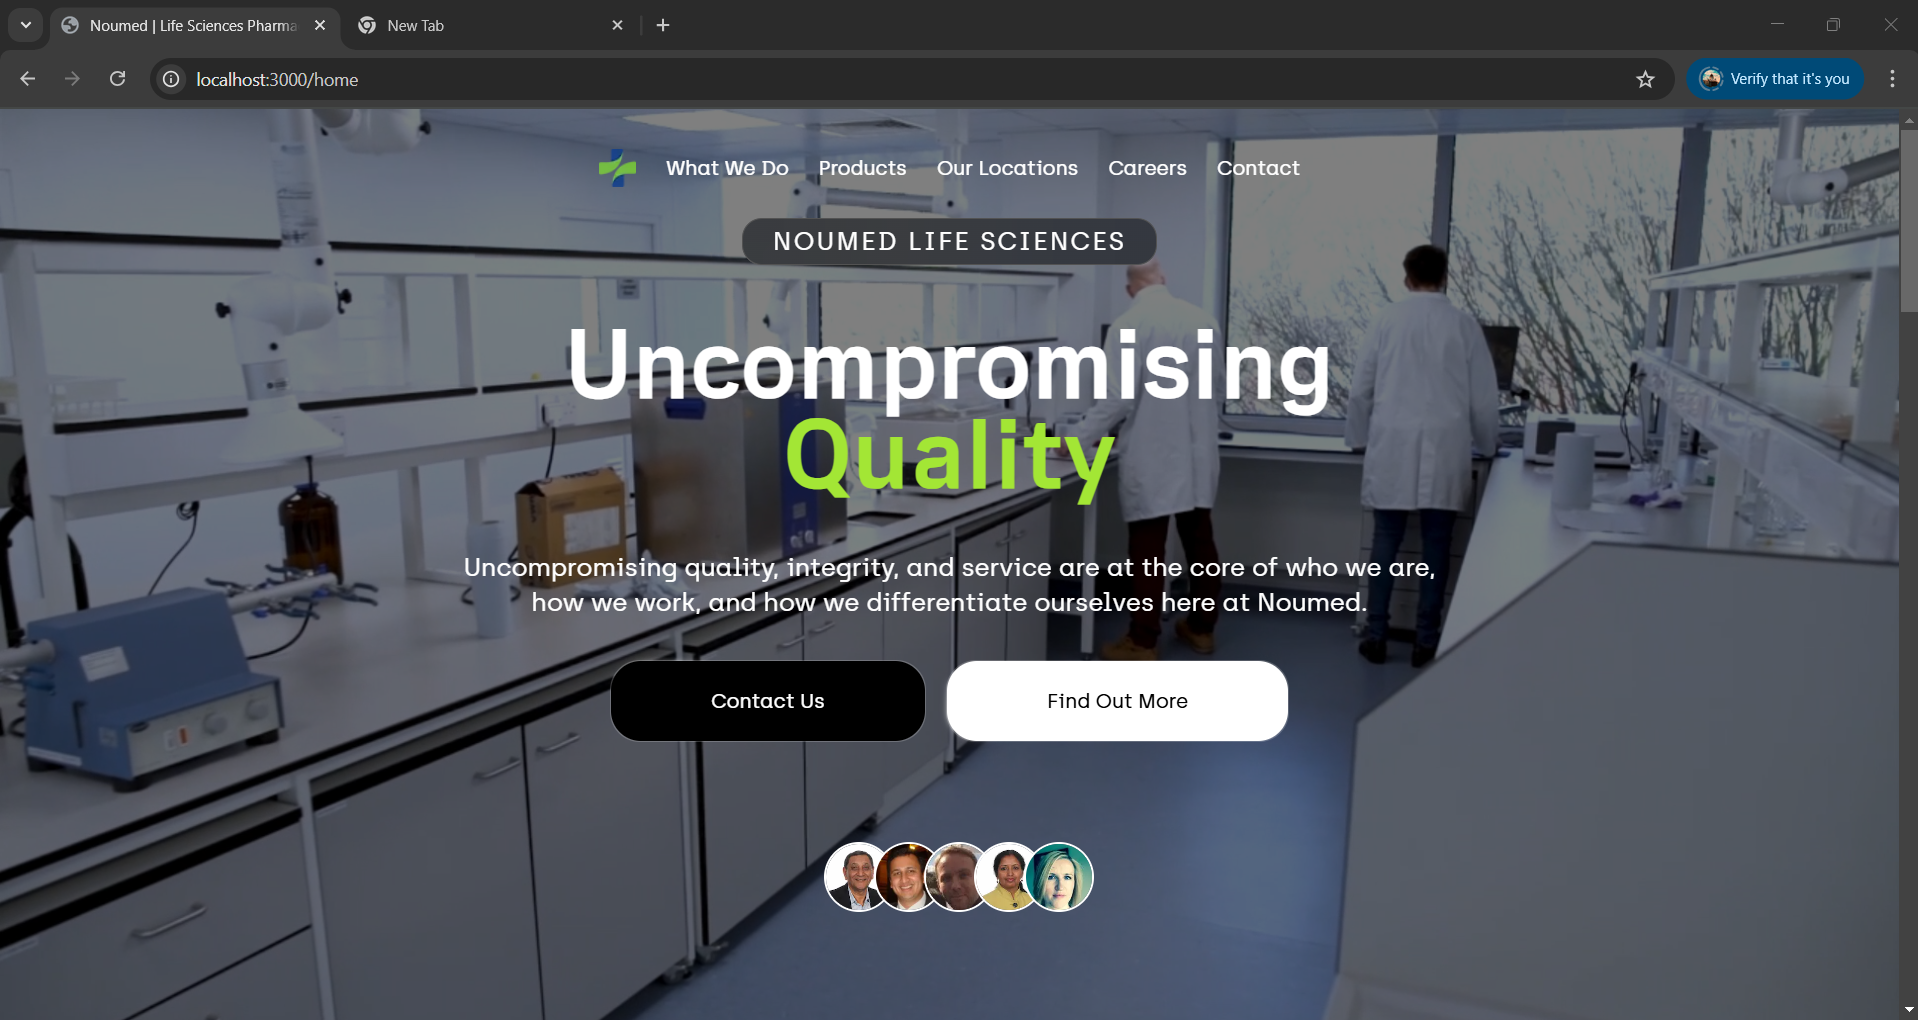 Noumed | Life Sciences Pharma
New Tab
localhost:3000/home
Verify that it's you
What We Do Products Our Locations Careers Contact
NOUMED LIFE SCIENCES
Uncompromising
Quality
Uncompromising quality, integrity, and service are at the core of who we are,
how we work, and how we differentiate ourselves here at Noumed.
Contact Us
Find Out More